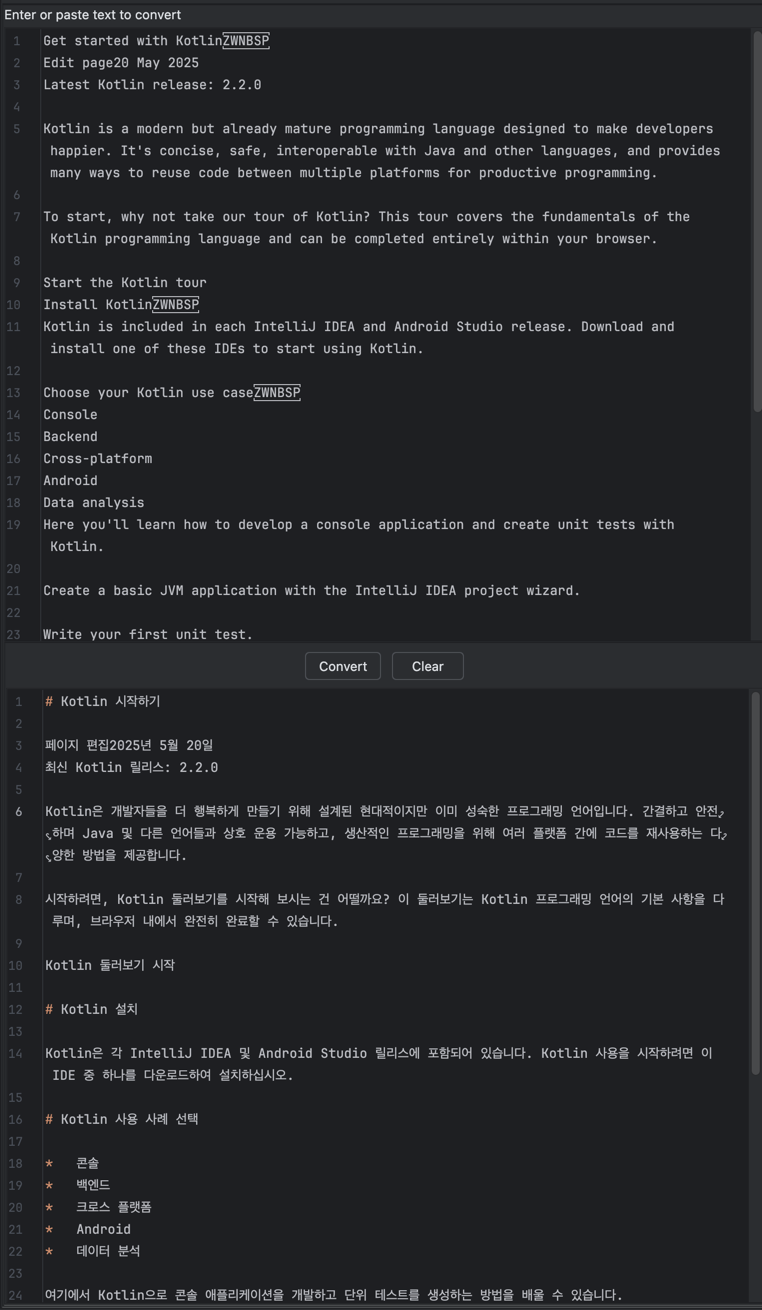 Enter or paste text to convert
1 Get started with KotlinZWNBSP
2 Edit page20 May 2025
3 Latest Kotlin release: 2.2.0
4
5 Kotlin is a modern but already mature programming language designed to make developers
happier. It's concise, safe, interoperable with Java and other languages, and provides
many ways to reuse code between multiple platforms for productive programming.
6
7 To start, why not take our tour of Kotlin? This tour covers the fundamentals of the
Kotlin programming language and can be completed entirely within your browser.
8
9 Start the Kotlin tour
10 Install KotlinZWNBSP
11 Kotlin is included in each IntelliJ IDEA and Android Studio release. Download and
install one of these IDEs to start using Kotlin.
12
13 Choose your Kotlin use caseZWNBSP
14 Console
15 Backend
16 Cross-platform
17 Android
18 Data analysis
19 Here you'll learn how to develop a console application and create unit tests with
Kotlin.
20
21 Create a basic JVM application with the IntelliJ IDEA project wizard.
22
23 Write your first unit test.
Convert Clear
1 # Kotlin 시작하기
2
3 페이지 편집2025년 5월 20일
4 최신 Kotlin 릴리스: 2.2.0
5
6 Kotlin은 개발자들을 더 행복하게 만들기 위해 설계된 현대적이지만 이미 성숙한 프로그래밍 언어입니다. 간결하고 안전
하며 Java 및 다른 언어들과 상호 운용 가능하고, 생산적인 프로그래밍을 위해 여러 플랫폼 간에 코드를 재사용하는 다
양한 방법을 제공합니다.
7
8 시작하려면, Kotlin 둘러보기를 시작해 보시는 건 어떨까요? 이 둘러보기는 Kotlin 프로그래밍 언어의 기본 사항을 다
루며, 브라우저 내에서 완전히 완료할 수 있습니다.
9
10 Kotlin 둘러보기 시작
11
12 # Kotlin 설치
13
14 Kotlin은 각 IntelliJ IDEA 및 Android Studio 릴리스에 포함되어 있습니다. Kotlin 사용을 시작하려면 이
IDE 중 하나를 다운로드하여 설치하십시오.
15
16 # Kotlin 사용 사례 선택
17
18 * 콘솔
19 * 백엔드
20 * 크로스 플랫폼
21 * Android
22 * 데이터 분석
23
24 여기에서 Kotlin으로 콘솔 애플리케이션을 개발하고 단위 테스트를 생성하는 방법을 배울 수 있습니다.